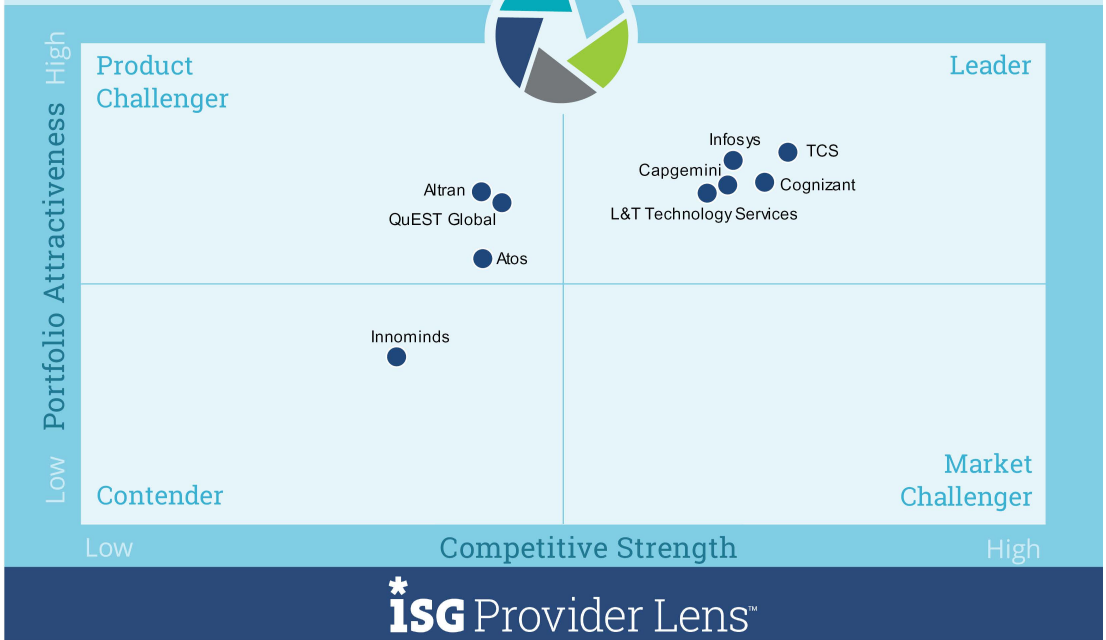 High
Product
Challenger
Leader
Infosys
TCS
Capgemini
Cognizant
Altran
L&T Technology Services
QuEST Global
Atos
Portfolio Attractiveness
Innominds
Low
Contender
Market
Challenger
Low
Competitive Strength
High
iSG Provider Lens™